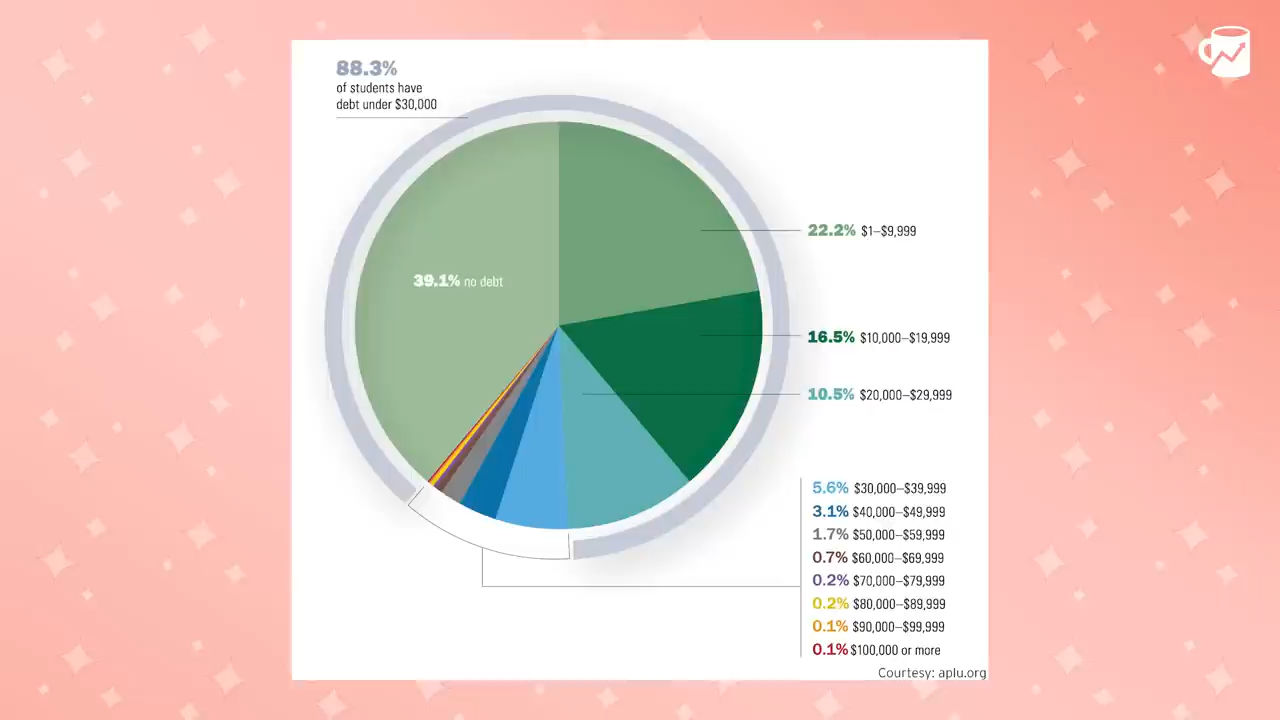 88.3%
of students have
debt under $30,000
39.1% no debt
22.2% $1–$9,999
16.5% $10,000–$19,999
10.5% $20,000–$29,999
5.6% $30,000–$39,999
3.1% $40,000–$49,999
1.7% $50,000–$59,999
0.7% $60,000–$69,999
0.2% $70,000–$79,999
0.2% $80,000–$89,999
0.1% $90,000–$99,999
0.1% $100,000 or more
Courtesy: aplu.org